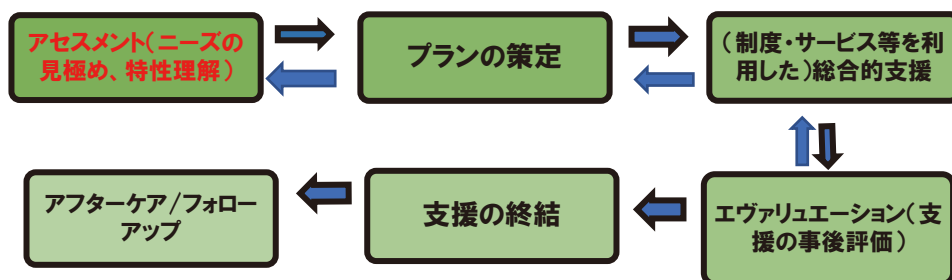 アセスメント(ニーズの
見極め、特性理解)
プランの策定
(制度・サービス等を利
用した)総合的支援
アフターケア/フォロー
アップ
支援の終結
エヴァリュエーション(支
援の事後評価)